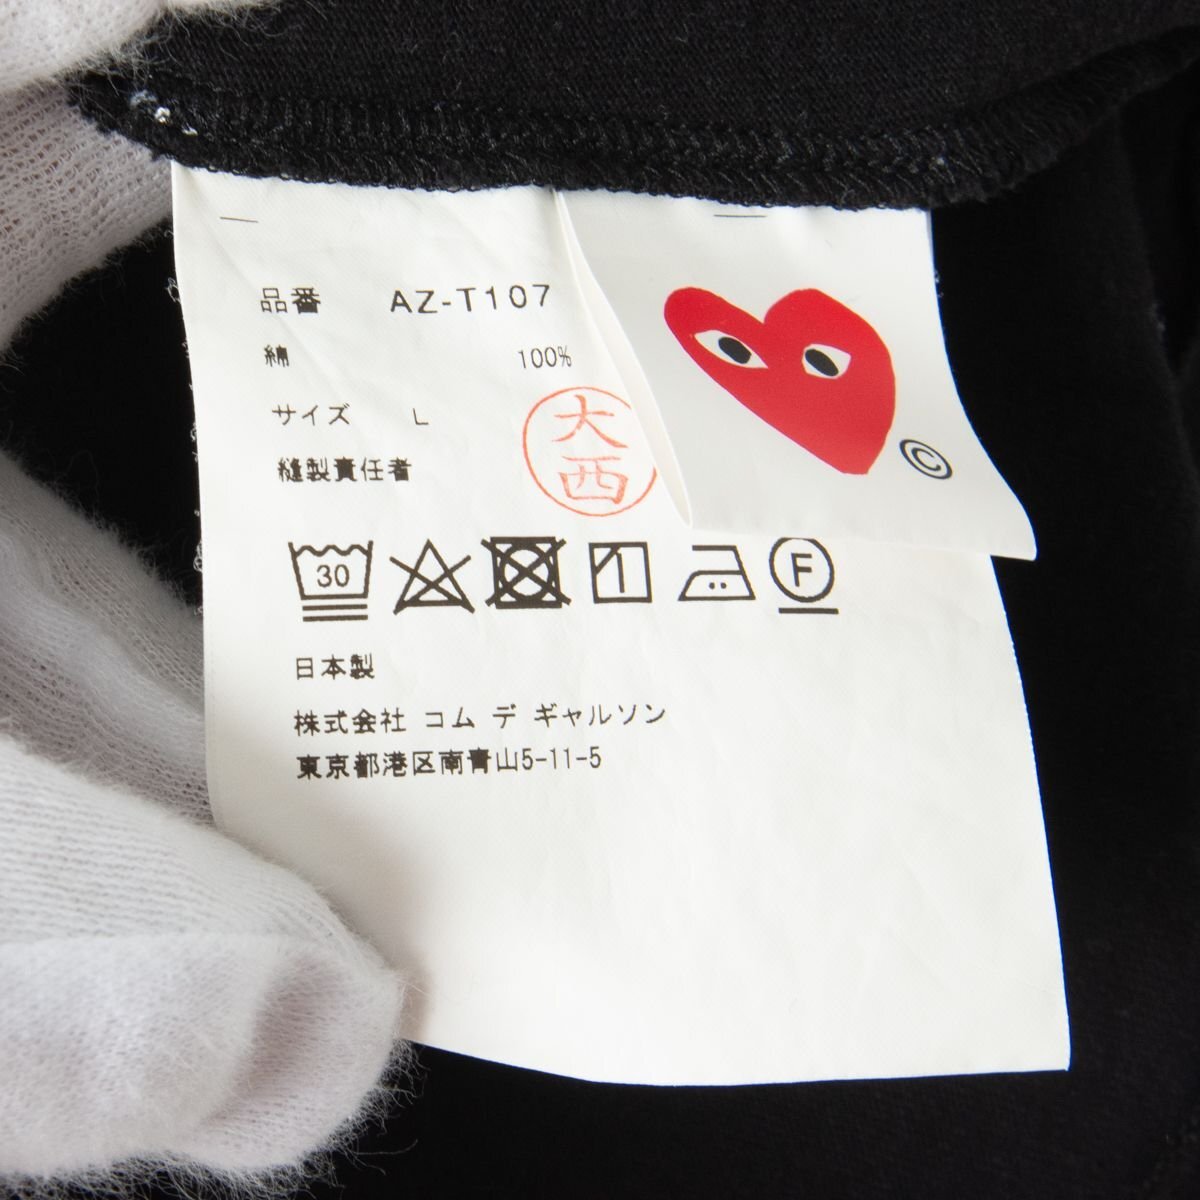 品番 AZ-T107
綿 100%
サイズ L
縫製責任者 大西
30 F
日本製
株式会社 コム デ ギャルソン
東京都港区南青山5-11-5
©